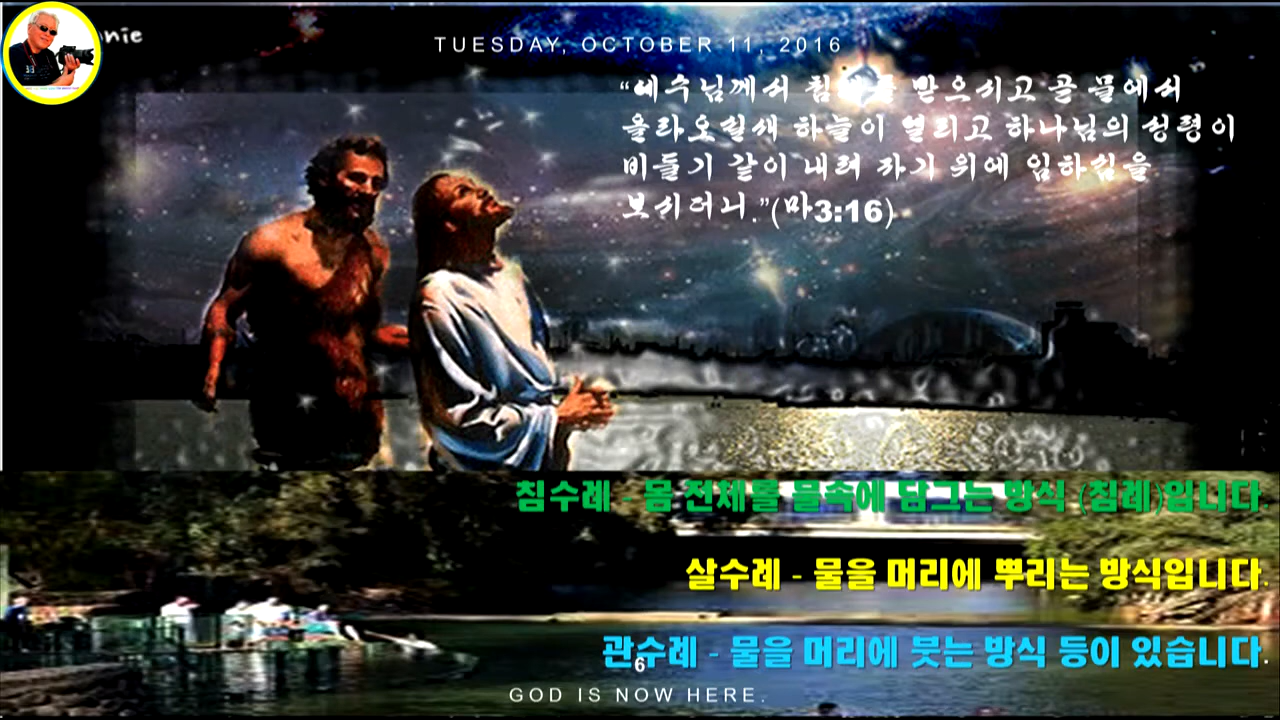 nie
TUESDAY, OCTOBER 11, 2016
“예수님께서 침례를 받으시고 곧 물에서
올라오실새 하늘이 열리고 하나님의 성령이
비둘기 같이 내려 자기 위에 임하심을
보시더니.”(마3:16)
침수례 - 몸 전체를 물속에 담그는 방식 (침례)입니다.
살수례 - 물을 머리에 뿌리는 방식입니다.
관수례 - 물을 머리에 붓는 방식 등이 있습니다.
6
GOD IS NOW HERE.